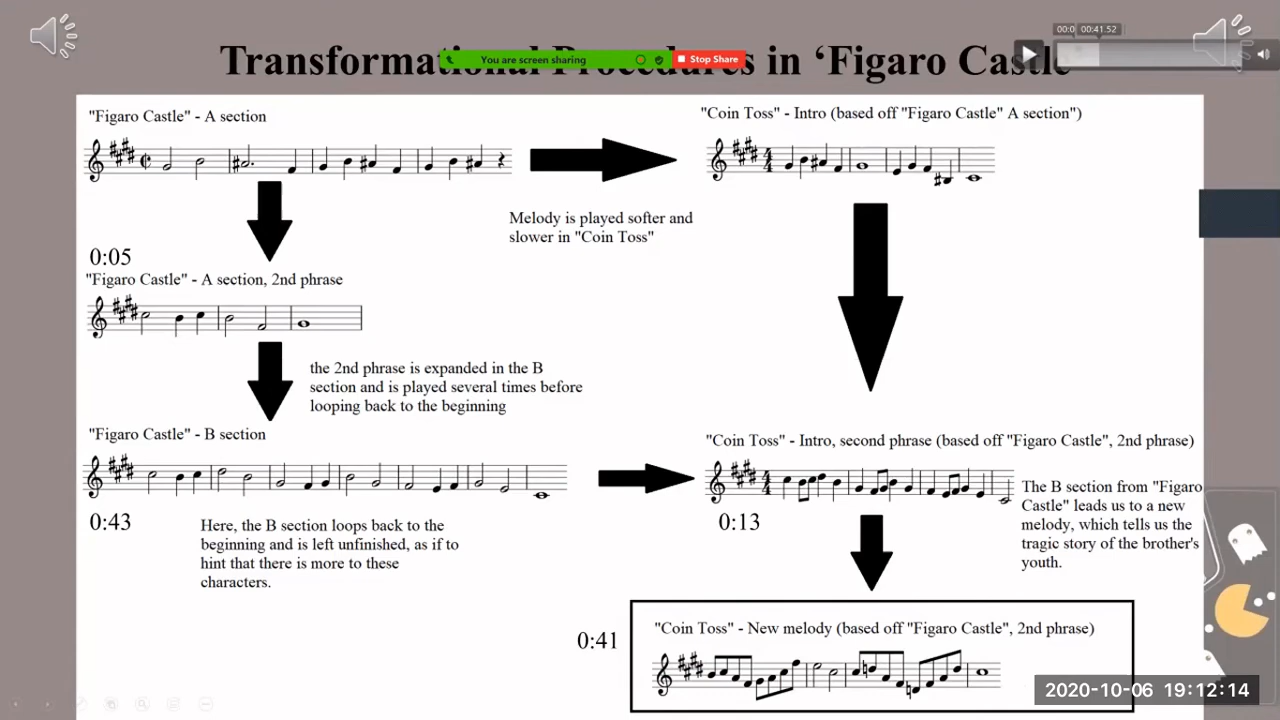 00:0 00:41.52
Transformational Procedures in ‘Figaro Castle
You are screen sharing
Stop Share
"Figaro Castle" - A section
"Coin Toss" - Intro (based off "Figaro Castle" A section")
4
4
Melody is played softer and
slower in "Coin Toss"
0:05
"Figaro Castle" - A section, 2nd phrase
the 2nd phrase is expanded in the B
section and is played several times before
looping back to the beginning
"Figaro Castle" - B section
"Coin Toss" - Intro, second phrase (based off "Figaro Castle", 2nd phrase)
4
4
0:43
Here, the B section loops back to the
beginning and is left unfinished, as if to
hint that there is more to these
characters.
0:13
The B section from "Figaro
Castle" leads us to a new
melody, which tells us the
tragic story of the brother's
youth.
0:41
"Coin Toss" - New melody (based off "Figaro Castle", 2nd phrase)
2020-10-06 19:12:14